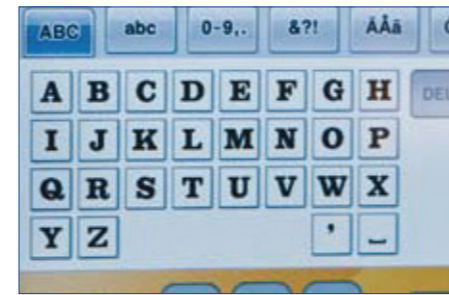 ABC abc 0-9,. &?! ÁÅã
A B C D E F G H
I J K L M N O P
Q R S T U V W X
Y Z ' _